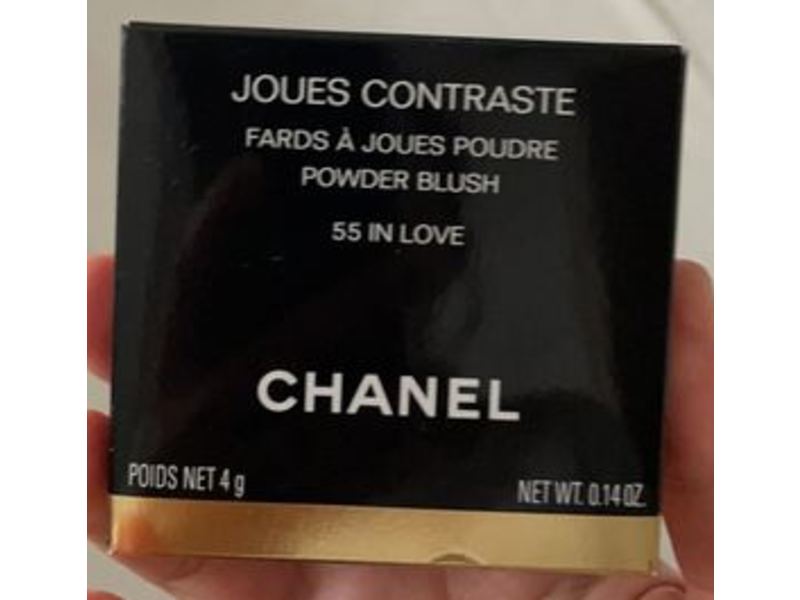 JOUES CONTRASTE
FARDS À JOUES POUDRE
POWDER BLUSH
55 IN LOVE
CHANEL
POIDS NET 4 g
NET WT. 0.14 OZ.